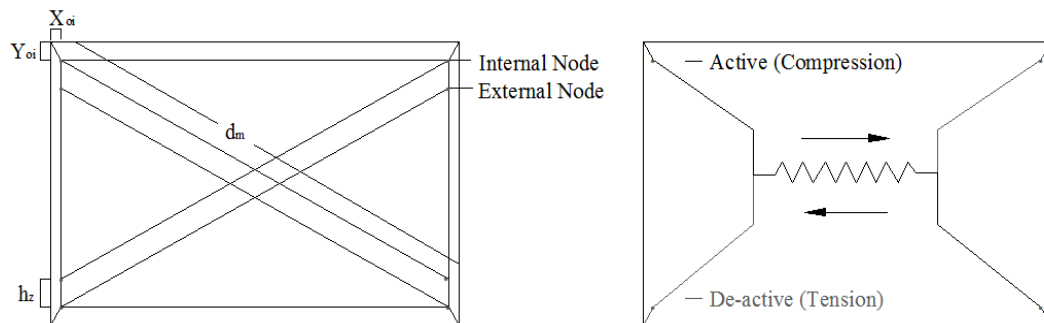 Xoi
Yoi
Internal Node
External Node
dm
hz
Active (Compression)
De-active (Tension)